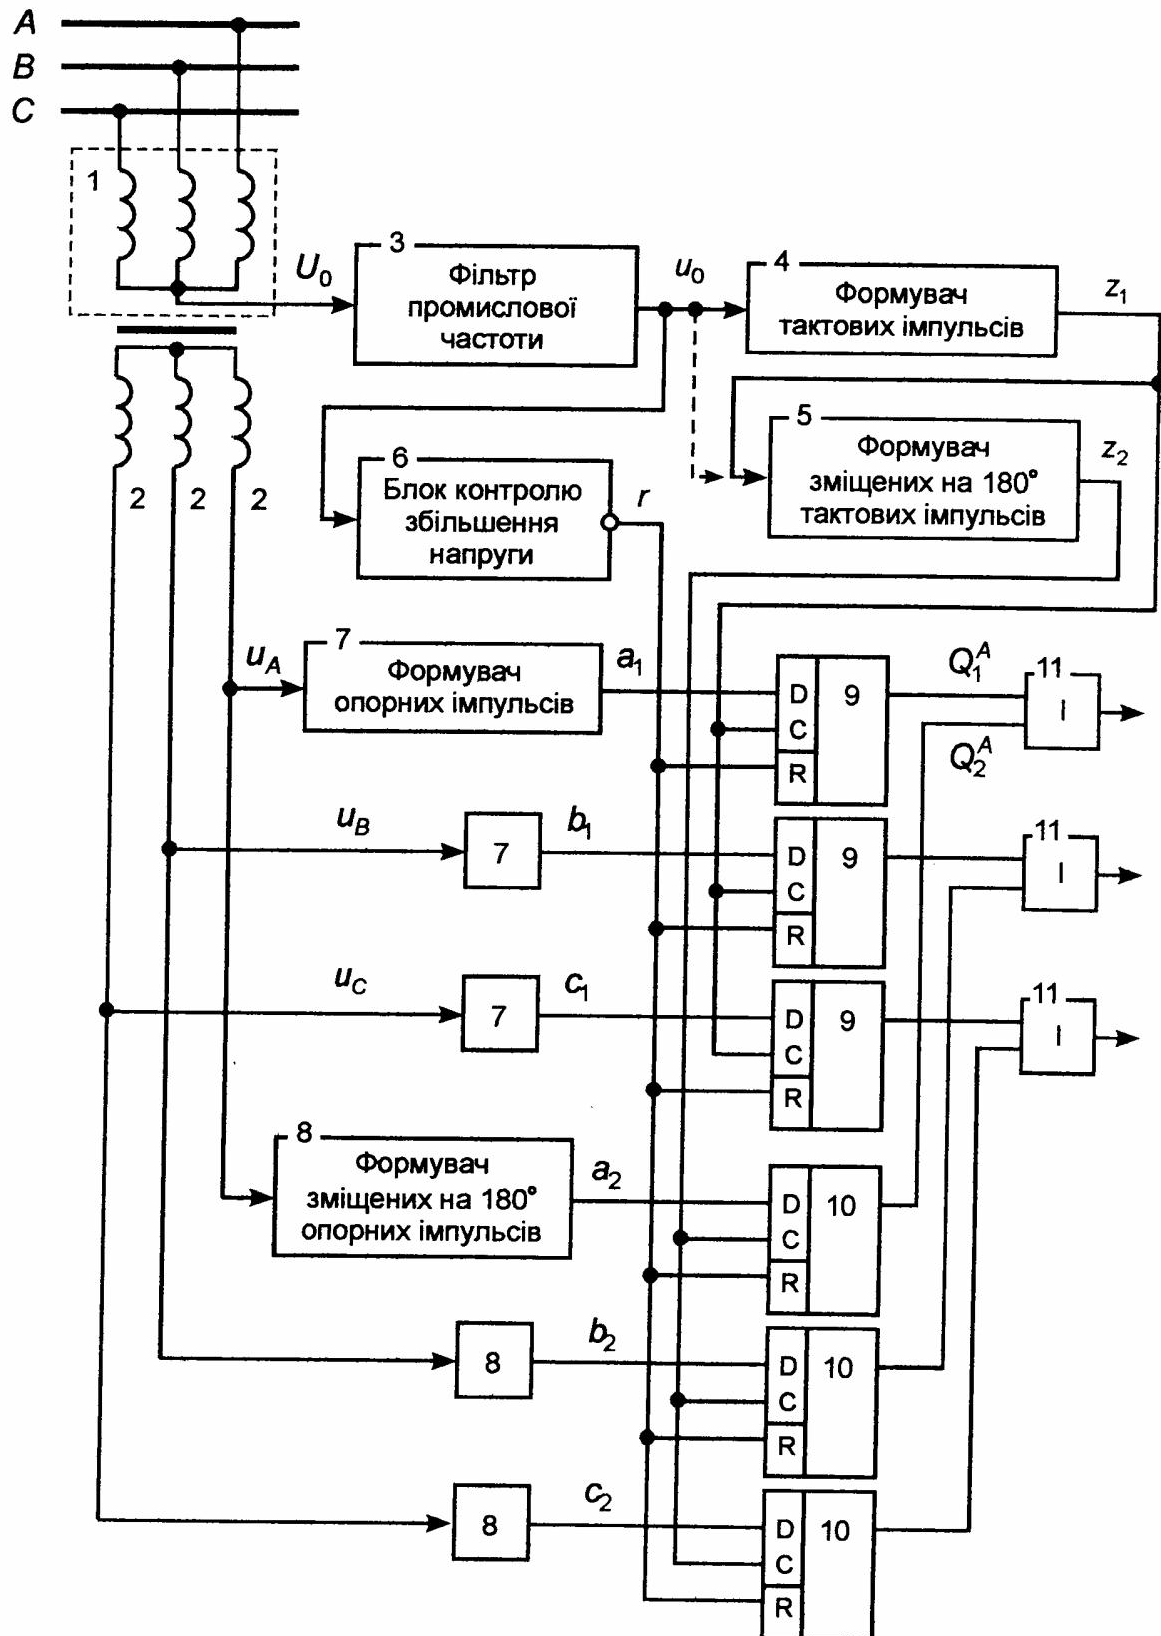 A
B
C
1
U₀
3
Фільтр
промислової
частоти
u₀
4
Формувач
тактових імпульсів
z₁
5
Формувач
зміщених на 180°
тактових імпульсів
z₂
2 2 2
6
Блок контролю
збільшення
напруги
r
u_A
7
Формувач
опорних імпульсів
a₁
D 9
C
R
Q₁ᴬ
Q₂ᴬ
11
І
u_B
7
b₁
D 9
C
R
11
І
u_C
7
c₁
D 9
C
R
11
І
8
Формувач
зміщених на 180°
опорних імпульсів
a₂
D 10
C
R
8
b₂
D 10
C
R
8
c₂
D 10
C
R